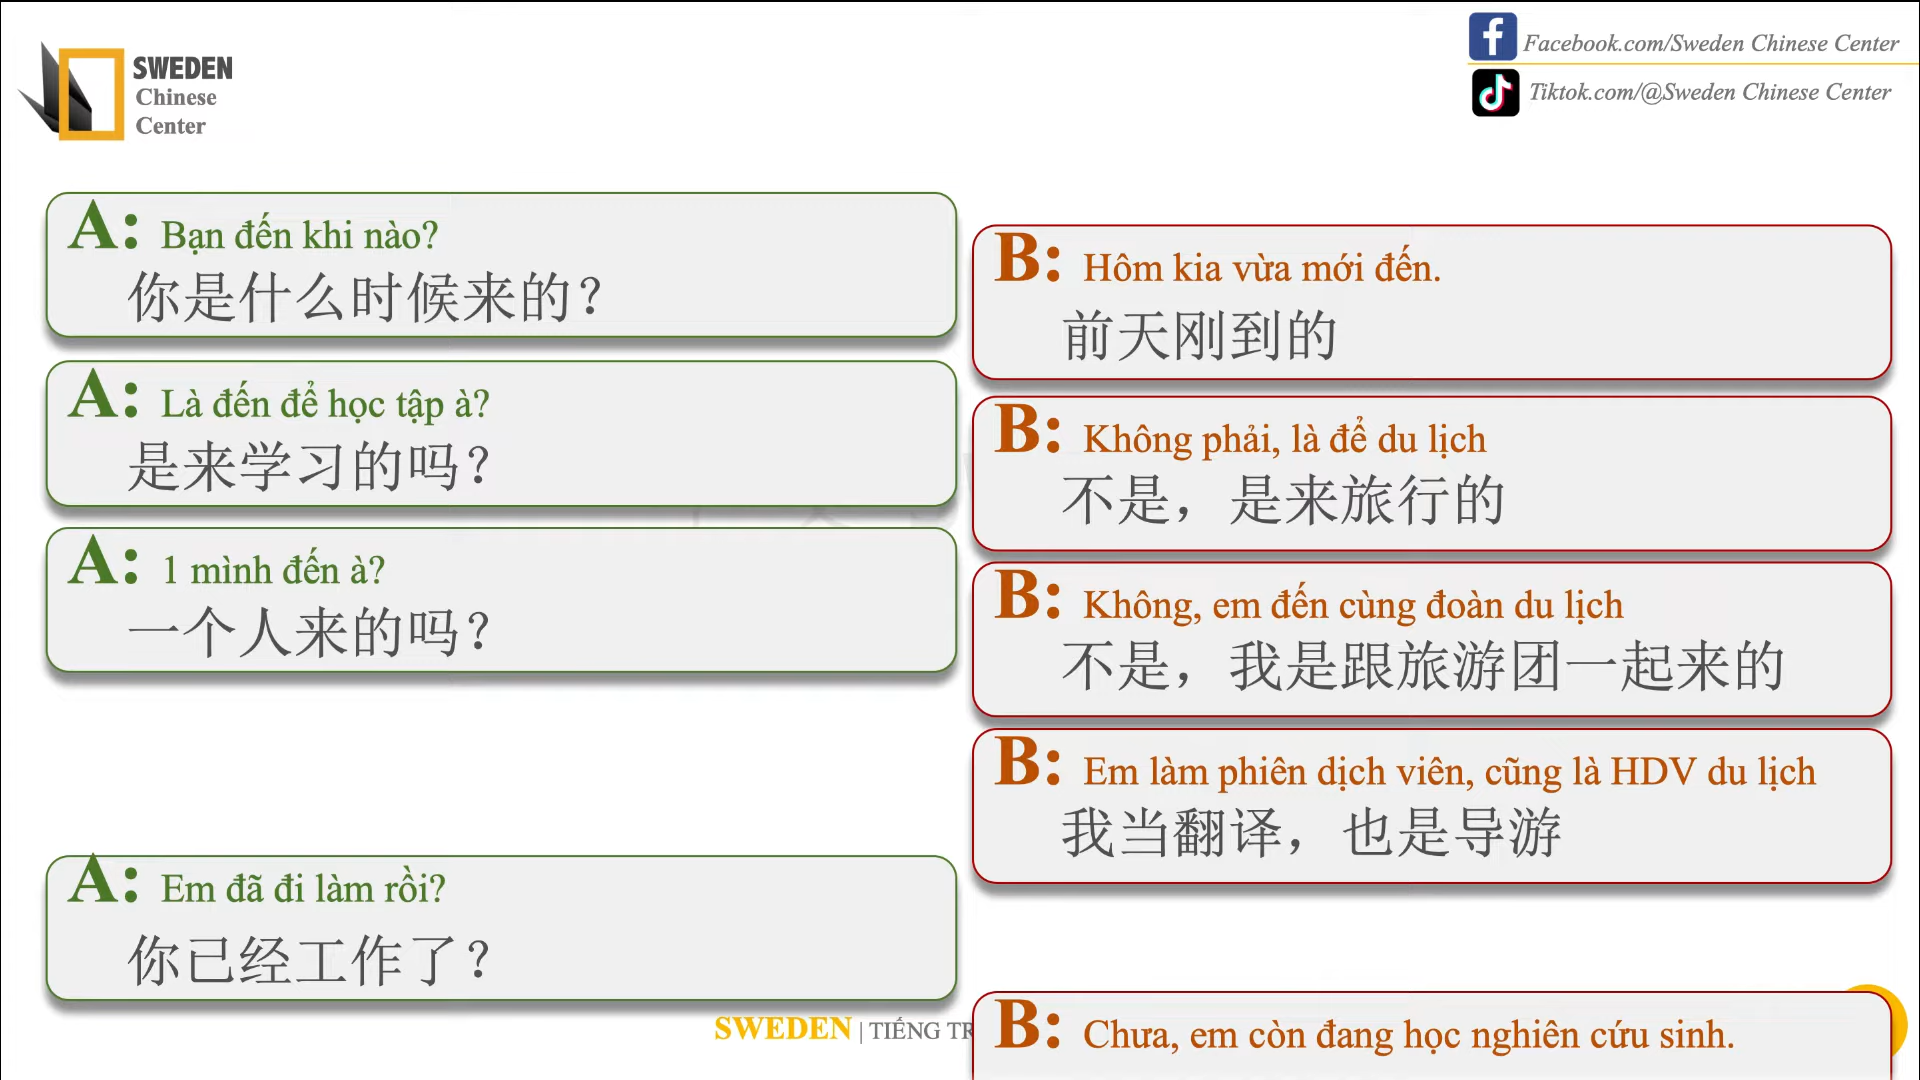 SWEDEN
Chinese
Center
Facebook.com/Sweden Chinese Center
Tiktok.com/@Sweden Chinese Center
A: Bạn đến khi nào?
你是什么时候来的？
B: Hôm kia vừa mới đến.
前天刚到的
A: Là đến để học tập à?
是来学习的吗？
B: Không phải, là để du lịch
不是，是来旅行的
A: 1 mình đến à?
一个人来的吗？
B: Không, em đến cùng đoàn du lịch
不是，我是跟旅游团一起来的
B: Em làm phiên dịch viên, cũng là HDV du lịch
我当翻译，也是导游
A: Em đã đi làm rồi?
你已经工作了？
B: Chưa, em còn đang học nghiên cứu sinh.
SWEDEN | TIẾNG TR